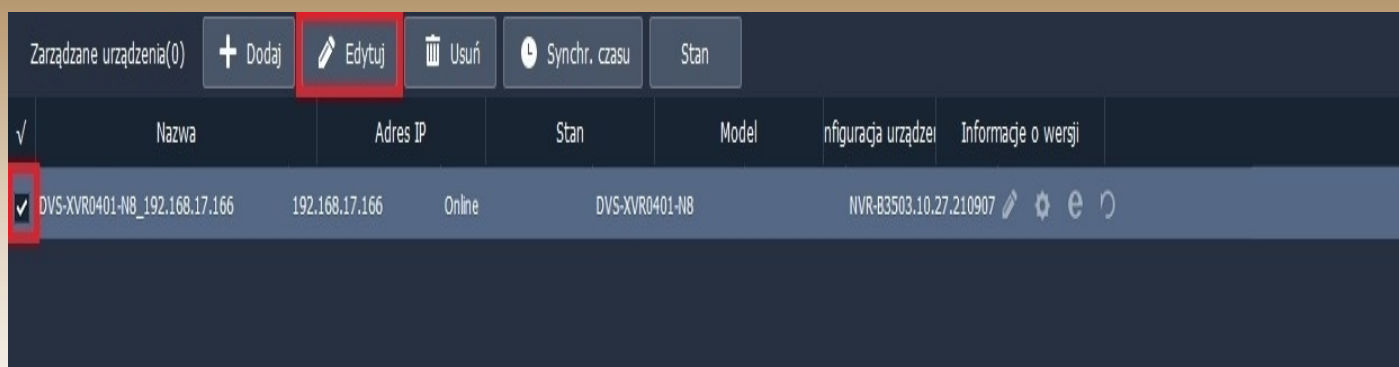 Zarządzane urządzenia(0) Dodaj Edytuj Usuń Synchr. czasu Stan
√ Nazwa Adres IP Stan Model nfiguracja urządzen Informacje o wersji
DVS-XVR0401-N8_192.168.17.166 192.168.17.166 Online DVS-XVR0401-N8 NVR-B3503.10.27.210907